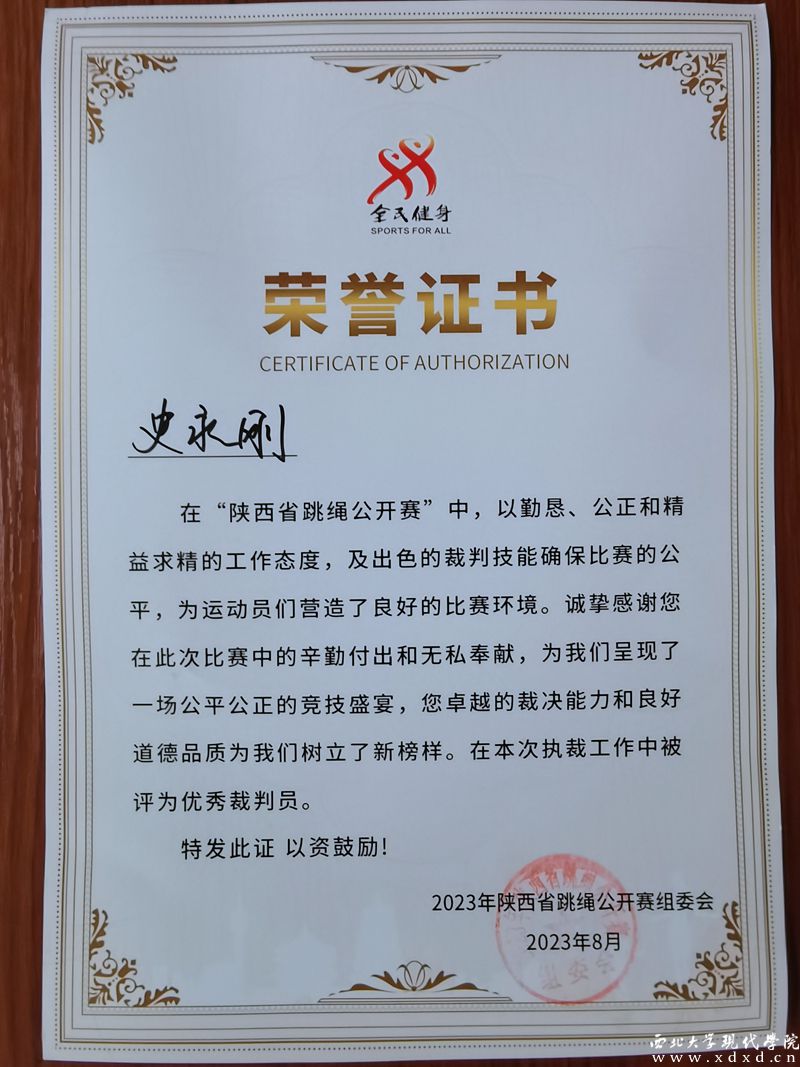 全民健身
SPORTS FOR ALL
荣誉证书
CERTIFICATE OF AUTHORIZATION
史永刚
在“陕西省跳绳公开赛”中，以勤恳、公正和精
益求精的工作态度，及出色的裁判技能确保比赛的公
平，为运动员们营造了良好的比赛环境。诚挚感谢您
在此次比赛中的辛勤付出和无私奉献，为我们呈现了
一场公平公正的竞技盛宴，您卓越的裁决能力和良好
道德品质为我们树立了新榜样。在本次执裁工作中被
评为优秀裁判员。
特发此证 以资鼓励!
2023年陕西省跳绳公开赛组委会
2023年8月
组委会
西北大学现代学院
www.xdxd.cn